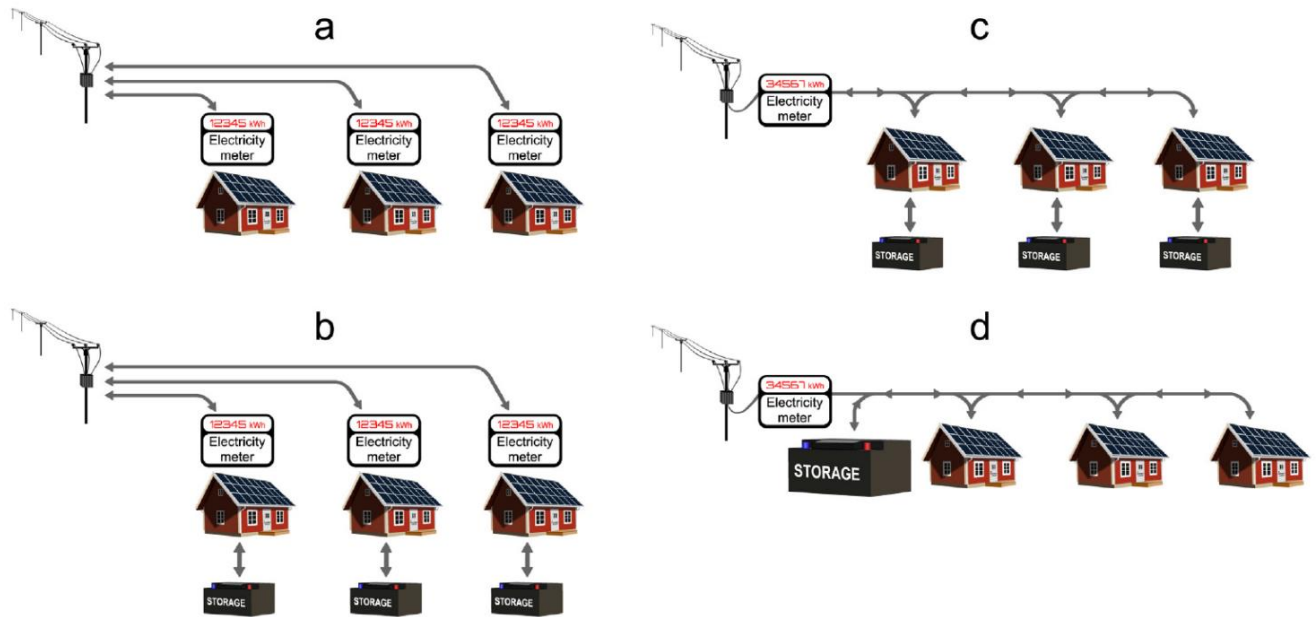 a
12345 kWh
Electricity
meter
12345 kWh
Electricity
meter
12345 kWh
Electricity
meter
b
12345 kWh
Electricity
meter
12345 kWh
Electricity
meter
12345 kWh
Electricity
meter
STORAGE
STORAGE
STORAGE
c
34567 kWh
Electricity
meter
STORAGE
STORAGE
STORAGE
d
34567 kWh
Electricity
meter
STORAGE